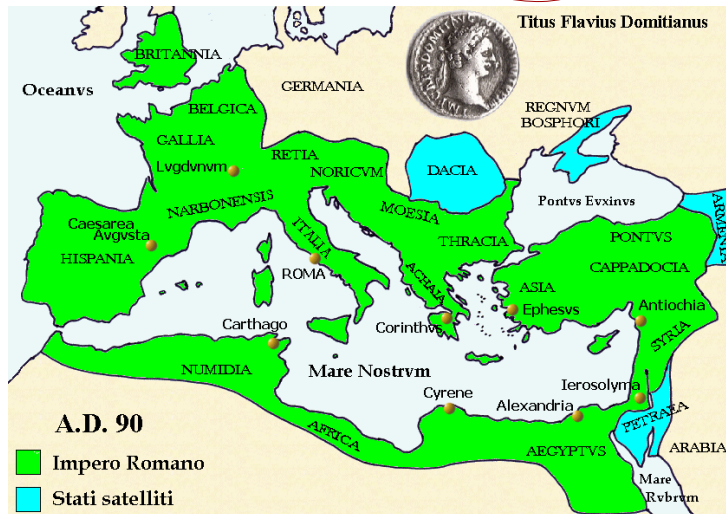 Titus Flavius Domitianus
BRITANNIA
Oceanvs
GERMANIA
BELGICA
REGNVM
BOSPHORI
GALLIA
RETIA
Lvgdvnvm
NORICVM
DACIA
ARMENIA
NARBONENSIS
MOESIA
Pontvs Evxinvs
Caesarea
Avgvsta
ITALIA
THRACIA
PONTVS
HISPANIA
ROMA
ACHAIA
CAPPADOCIA
ASIA
Ephesvs
Antiochia
Carthago
Corinthvs
SYRIA
NUMIDIA
Mare Nostrvm
Cyrene
Ierosolyma
Alexandria
A.D. 90
AFRICA
PETRAEA
AEGYPTVS
ARABIA
Impero Romano
Stati satelliti
Mare
Rvbrvm